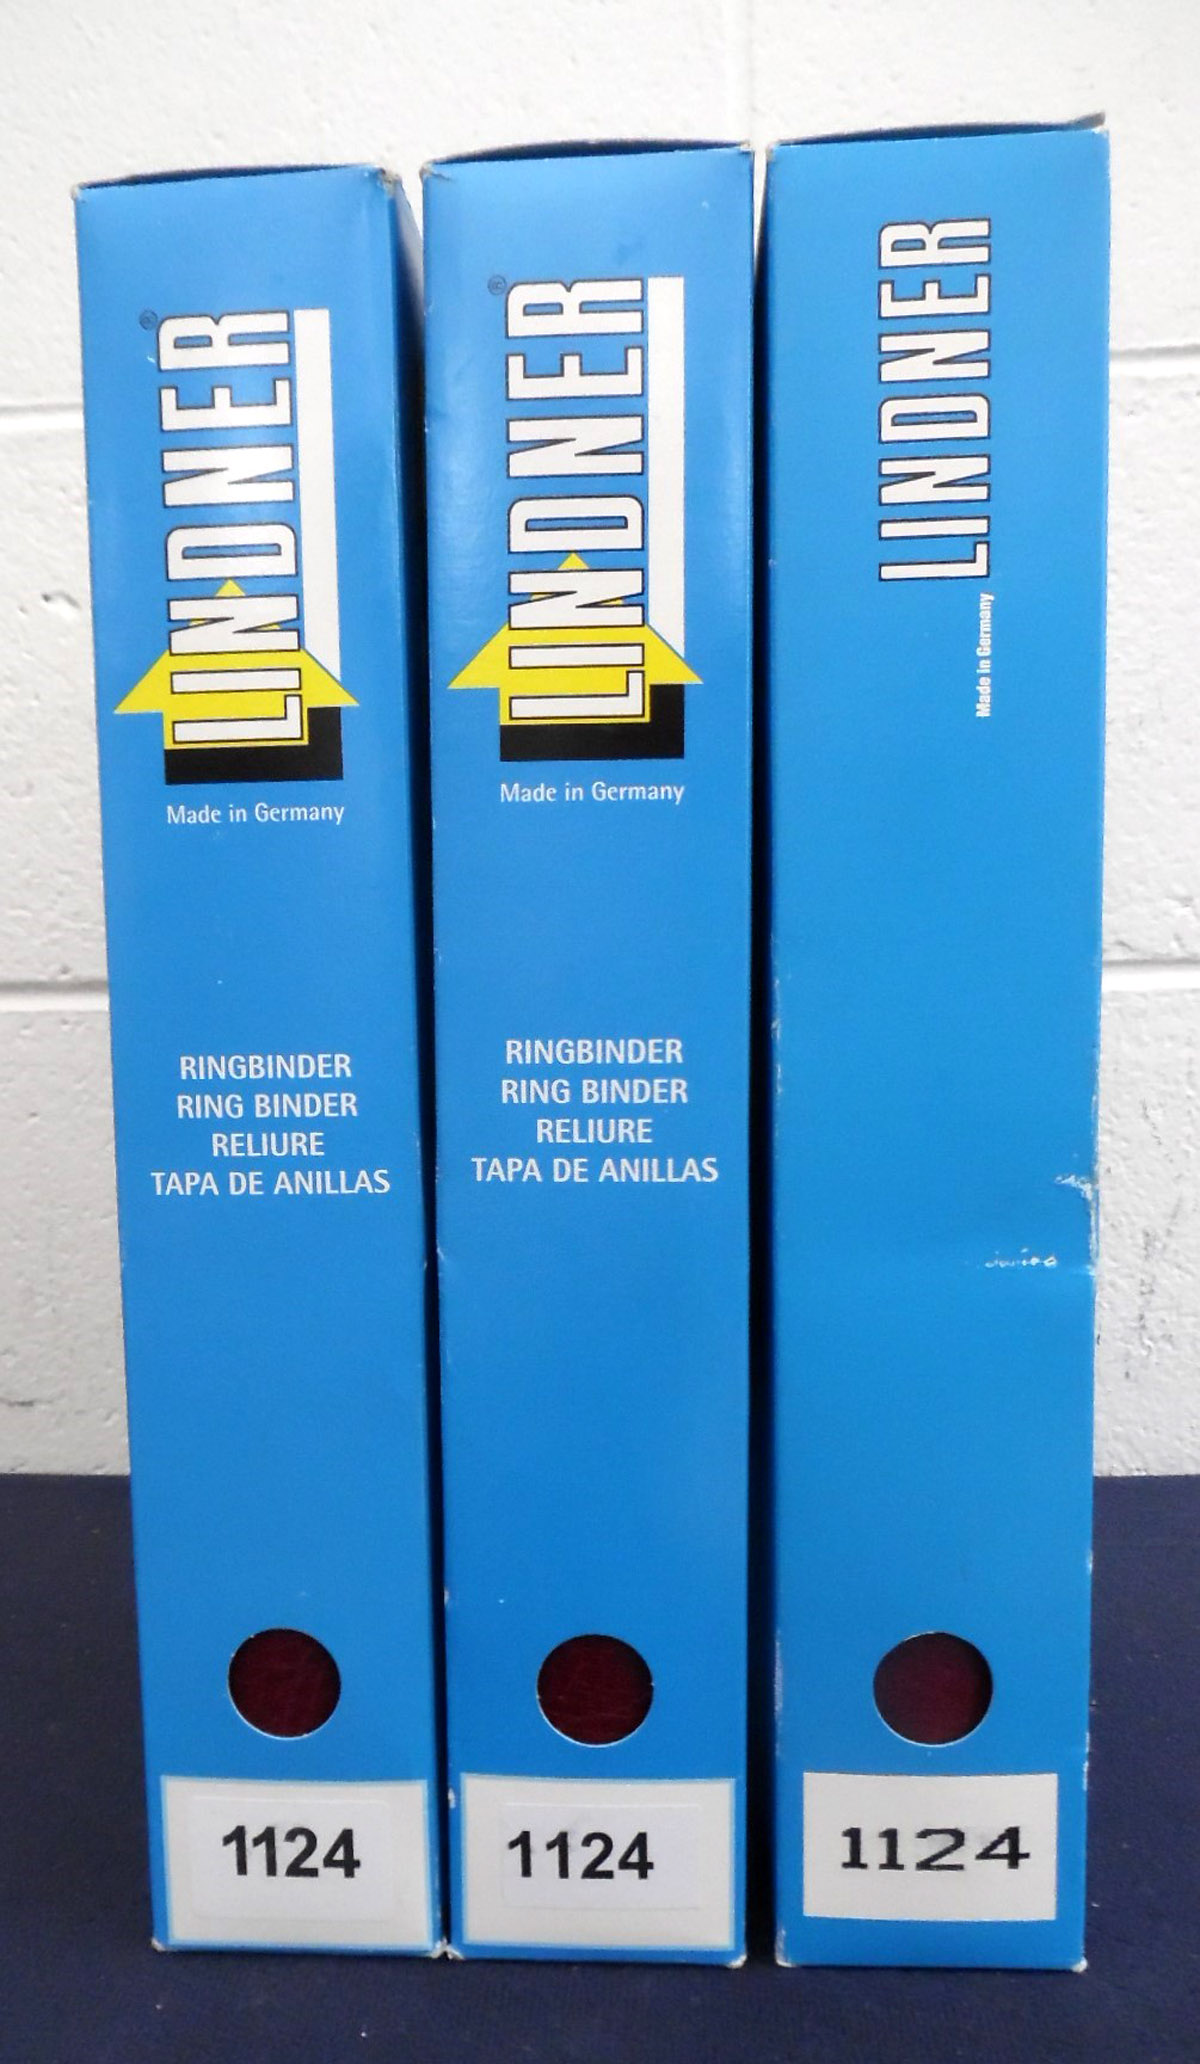 LINDNER®
Made in Germany
RINGBINDER
RING BINDER
RELIURE
TAPA DE ANILLAS
1124
LINDNER®
Made in Germany
RINGBINDER
RING BINDER
RELIURE
TAPA DE ANILLAS
1124
LINDNER
Made in Germany
1124